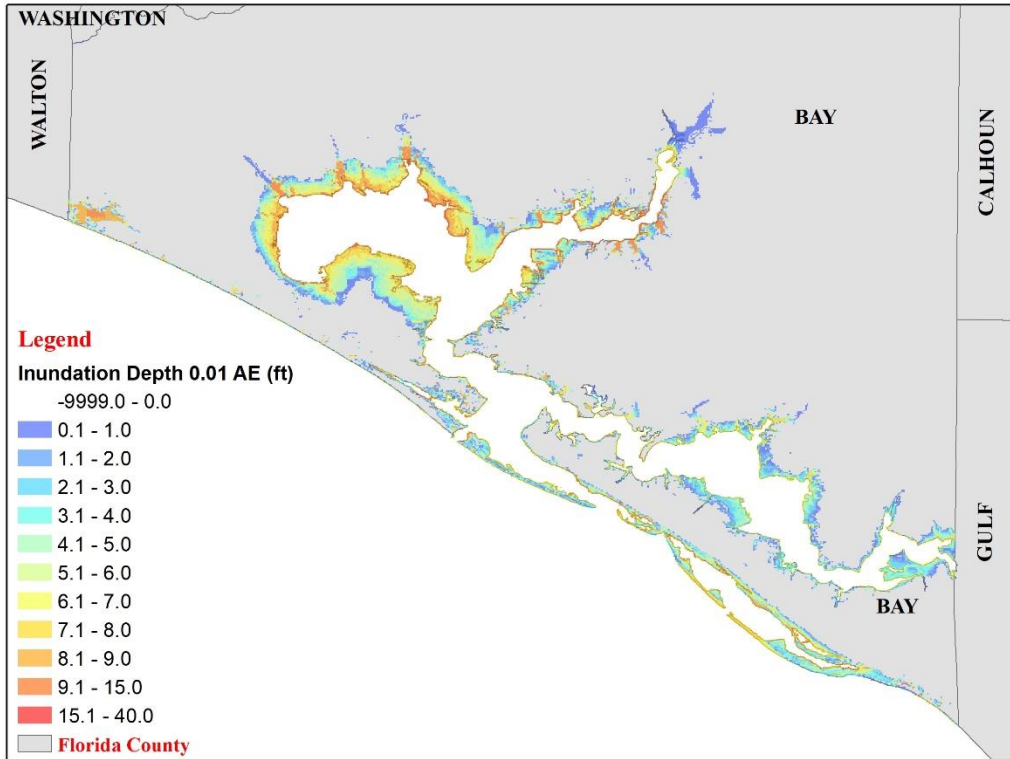 WASHINGTON
WALTON
BAY
CALHOUN
Legend
Inundation Depth 0.01 AE (ft)
-9999.0 - 0.0
0.1 - 1.0
1.1 - 2.0
2.1 - 3.0
3.1 - 4.0
4.1 - 5.0
5.1 - 6.0
6.1 - 7.0
7.1 - 8.0
8.1 - 9.0
9.1 - 15.0
15.1 - 40.0
Florida County
GULF
BAY